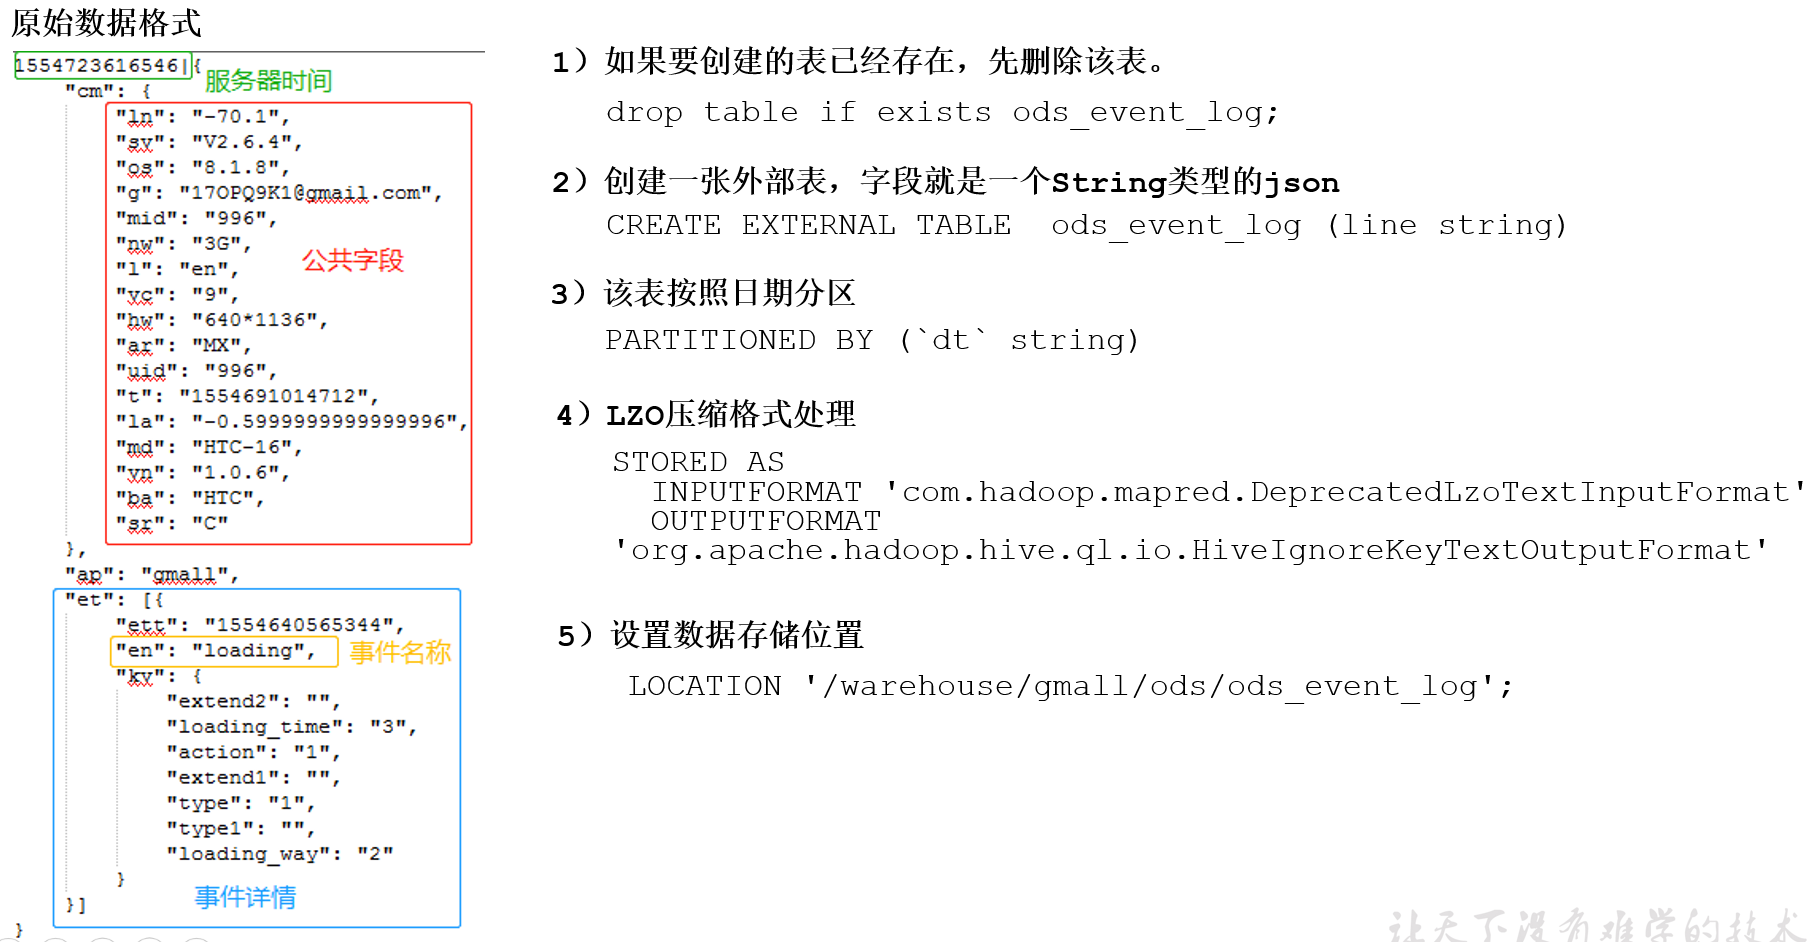 原始数据格式
1554723616546|{
服务器时间
"cm": {
"ln": "-70.1",
"sv": "V2.6.4",
"os": "8.1.8",
"g": "17OPQ9K1@gmail.com",
"mid": "996",
"nw": "3G",
"l": "en",
"vc": "9",
"hw": "640*1136",
"ar": "MX",
"uid": "996",
"t": "1554691014712",
"la": "-0.5999999999999996",
"md": "HTC-16",
"vn": "1.0.6",
"ba": "HTC",
"sr": "C"
公共字段
},
"ap": "gmall",
"et": [{
"ett": "1554640565344",
"en": "loading",
事件名称
"kv": {
"extend2": "",
"loading_time": "3",
"action": "1",
"extend1": "",
"type": "1",
"type1": "",
"loading_way": "2"
}
事件详情
}]
}
1）如果要创建的表已经存在，先删除该表。
drop table if exists ods_event_log;
2）创建一张外部表，字段就是一个String类型的json
CREATE EXTERNAL TABLE ods_event_log (line string)
3）该表按照日期分区
PARTITIONED BY (`dt` string)
4）LZO压缩格式处理
STORED AS
INPUTFORMAT 'com.hadoop.mapred.DeprecatedLzoTextInputFormat'
OUTPUTFORMAT
'org.apache.hadoop.hive.ql.io.HiveIgnoreKeyTextOutputFormat'
5）设置数据存储位置
LOCATION '/warehouse/gmall/ods/ods_event_log';
让天下没有难学的技术